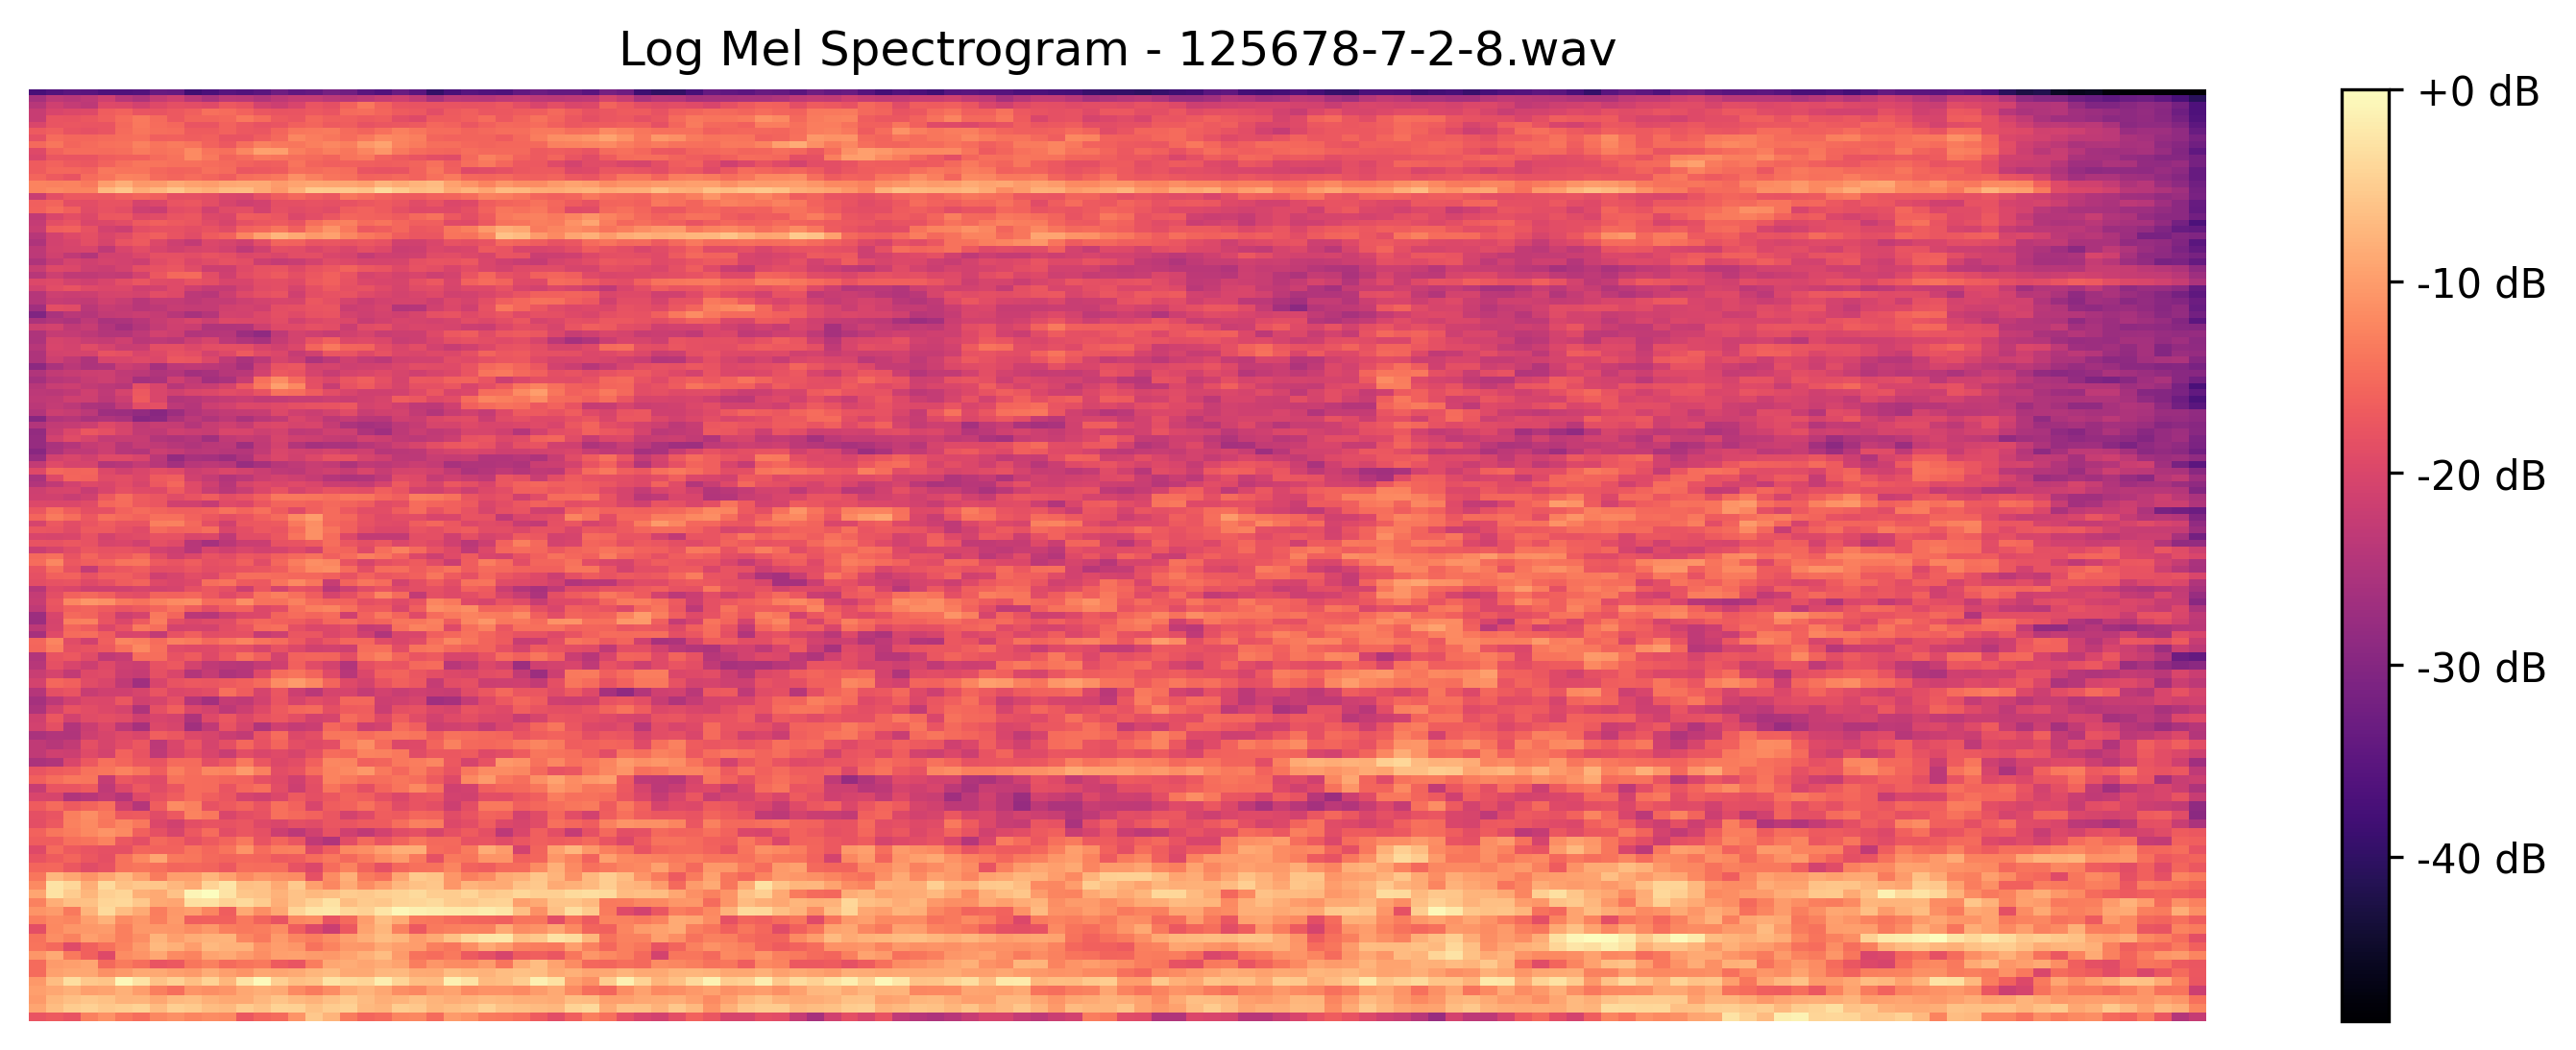 Log Mel Spectrogram - 125678-7-2-8.wav
+0 dB
-10 dB
-20 dB
-30 dB
-40 dB